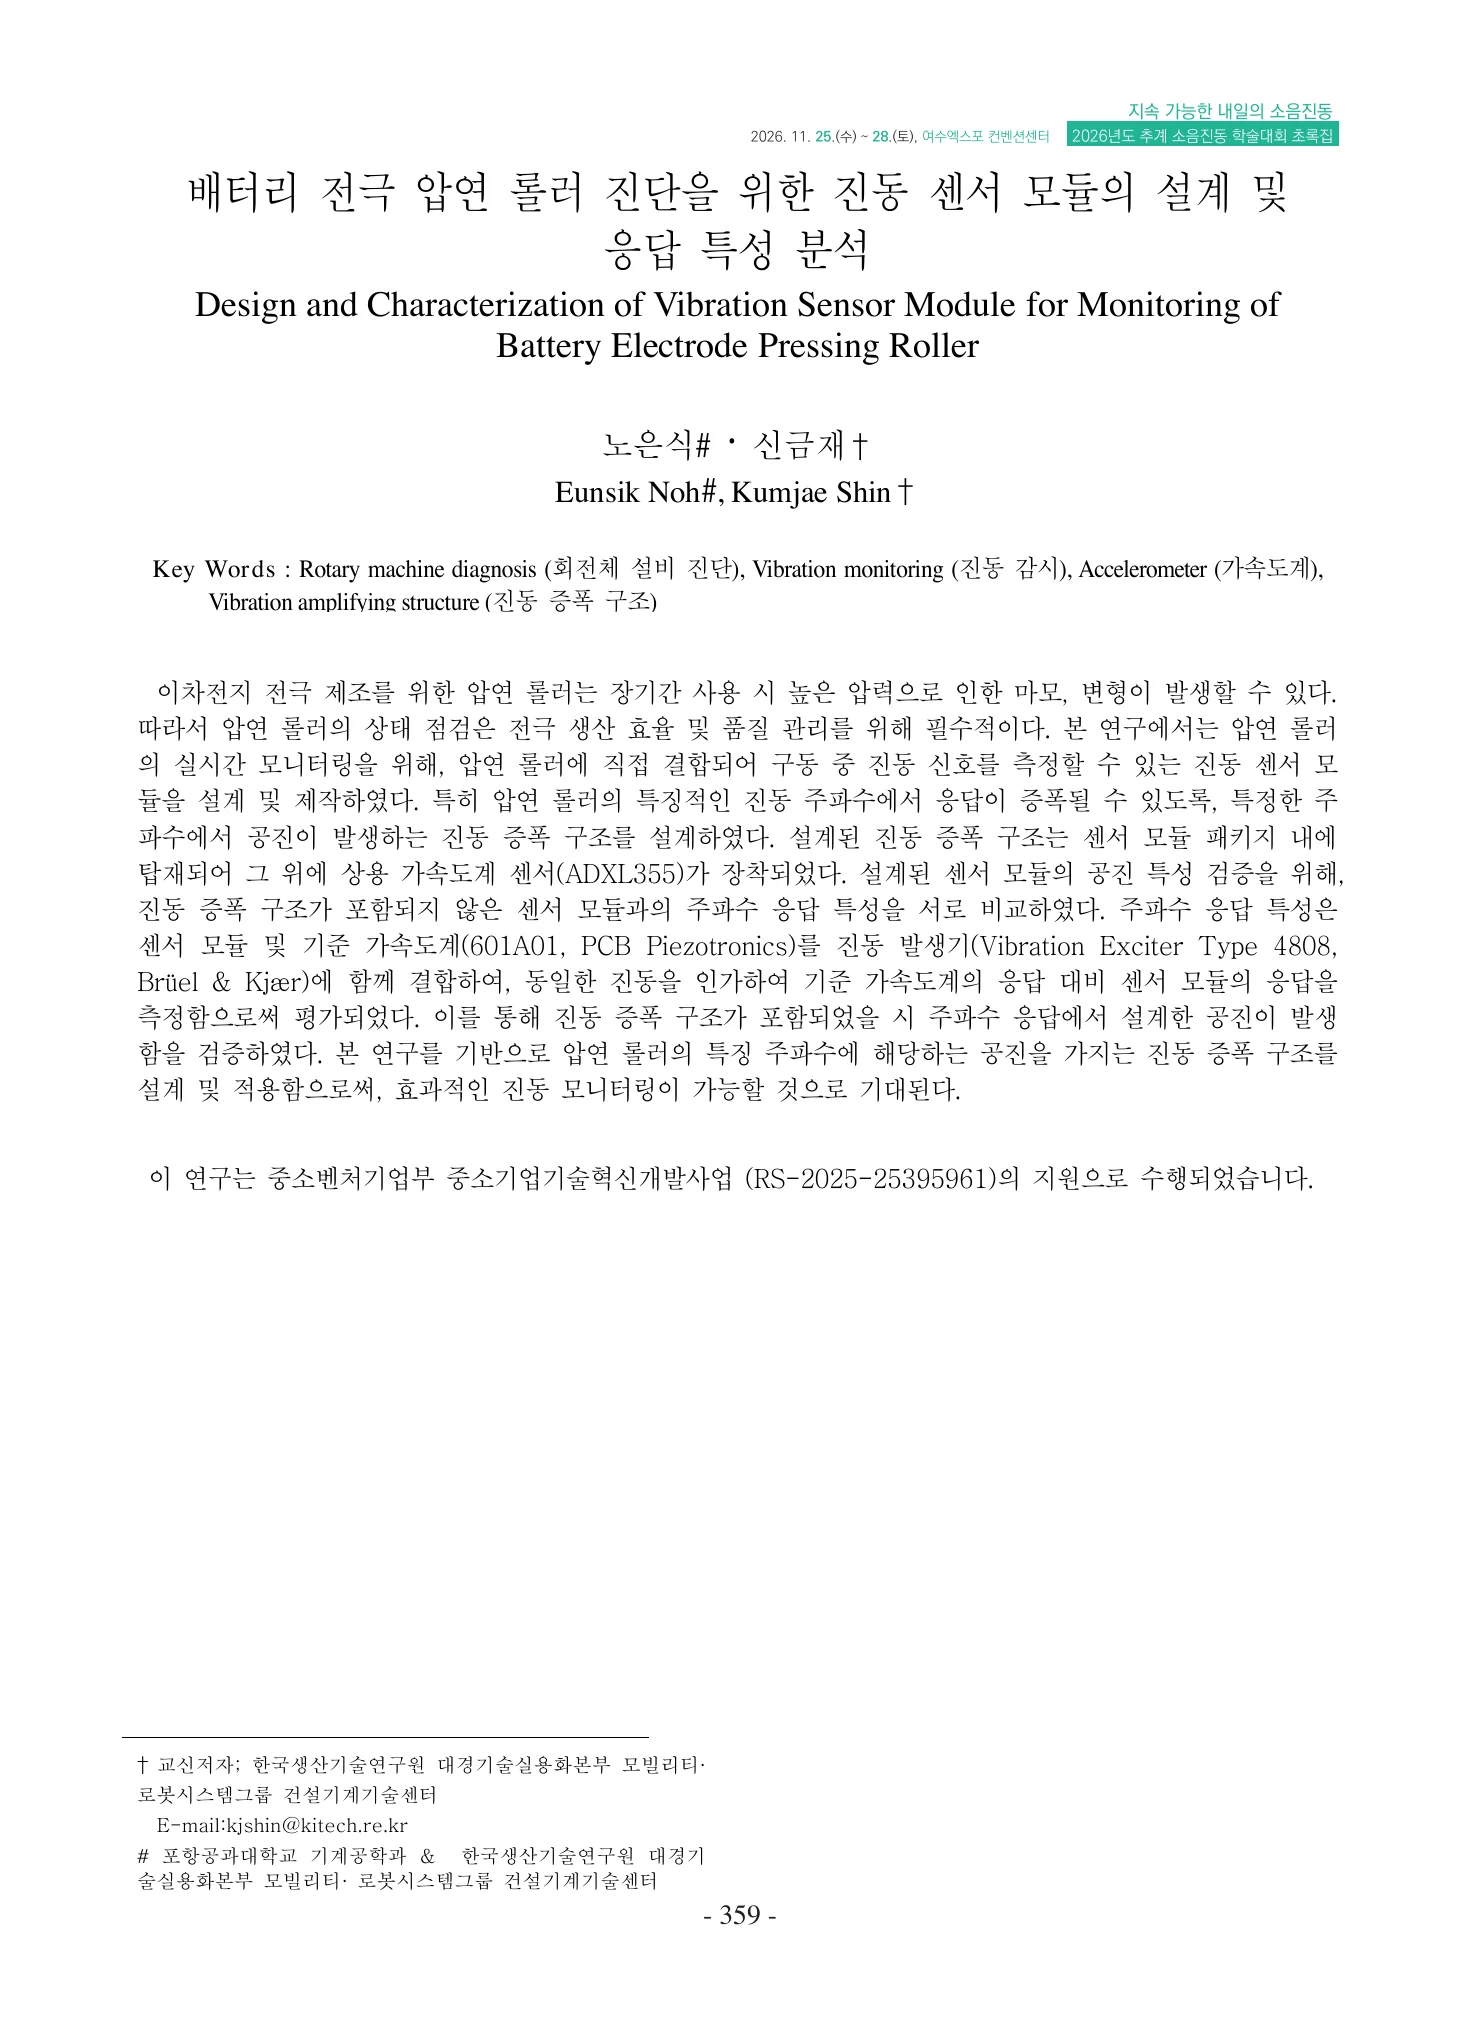 지속 가능한 내일의 소음진동
2026. 11. 25.(수) ~ 28.(토), 여수엑스포 컨벤션센터 2026년도 추계 소음진동 학술대회 초록집
배터리 전극 압연 롤러 진단을 위한 진동 센서 모듈의 설계 및
응답 특성 분석
Design and Characterization of Vibration Sensor Module for Monitoring of
Battery Electrode Pressing Roller
노은식#·신금재†
Eunsik Noh#, Kumjae Shin†
Key Words : Rotary machine diagnosis (회전체 설비 진단), Vibration monitoring (진동 감시), Accelerometer (가속도계),
Vibration amplifying structure (진동 증폭 구조)
이차전지 전극 제조를 위한 압연 롤러는 장기간 사용 시 높은 압력으로 인한 마모, 변형이 발생할 수 있다.
따라서 압연 롤러의 상태 점검은 전극 생산 효율 및 품질 관리를 위해 필수적이다. 본 연구에서는 압연 롤러
의 실시간 모니터링을 위해, 압연 롤러에 직접 결합되어 구동 중 진동 신호를 측정할 수 있는 진동 센서 모
듈을 설계 및 제작하였다. 특히 압연 롤러의 특징적인 진동 주파수에서 응답이 증폭될 수 있도록, 특정한 주
파수에서 공진이 발생하는 진동 증폭 구조를 설계하였다. 설계된 진동 증폭 구조는 센서 모듈 패키지 내에
탑재되어 그 위에 상용 가속도계 센서(ADXL355)가 장착되었다. 설계된 센서 모듈의 공진 특성 검증을 위해,
진동 증폭 구조가 포함되지 않은 센서 모듈과의 주파수 응답 특성을 서로 비교하였다. 주파수 응답 특성은
센서 모듈 및 기준 가속도계(601A01, PCB Piezotronics)를 진동 발생기(Vibration Exciter Type 4808,
Brüel & Kjær)에 함께 결합하여, 동일한 진동을 인가하여 기준 가속도계의 응답 대비 센서 모듈의 응답을
측정함으로써 평가되었다. 이를 통해 진동 증폭 구조가 포함되었을 시 주파수 응답에서 설계한 공진이 발생
함을 검증하였다. 본 연구를 기반으로 압연 롤러의 특징 주파수에 해당하는 공진을 가지는 진동 증폭 구조를
설계 및 적용함으로써, 효과적인 진동 모니터링이 가능할 것으로 기대된다.
이 연구는 중소벤처기업부 중소기업기술혁신개발사업 (RS-2025-25395961)의 지원으로 수행되었습니다.
† 교신저자; 한국생산기술연구원 대경기술실용화본부 모빌리티·
로봇시스템그룹 건설기계기술센터
E-mail:kjshin@kitech.re.kr
# 포항공과대학교 기계공학과 & 한국생산기술연구원 대경기
술실용화본부 모빌리티· 로봇시스템그룹 건설기계기술센터
- 359 -